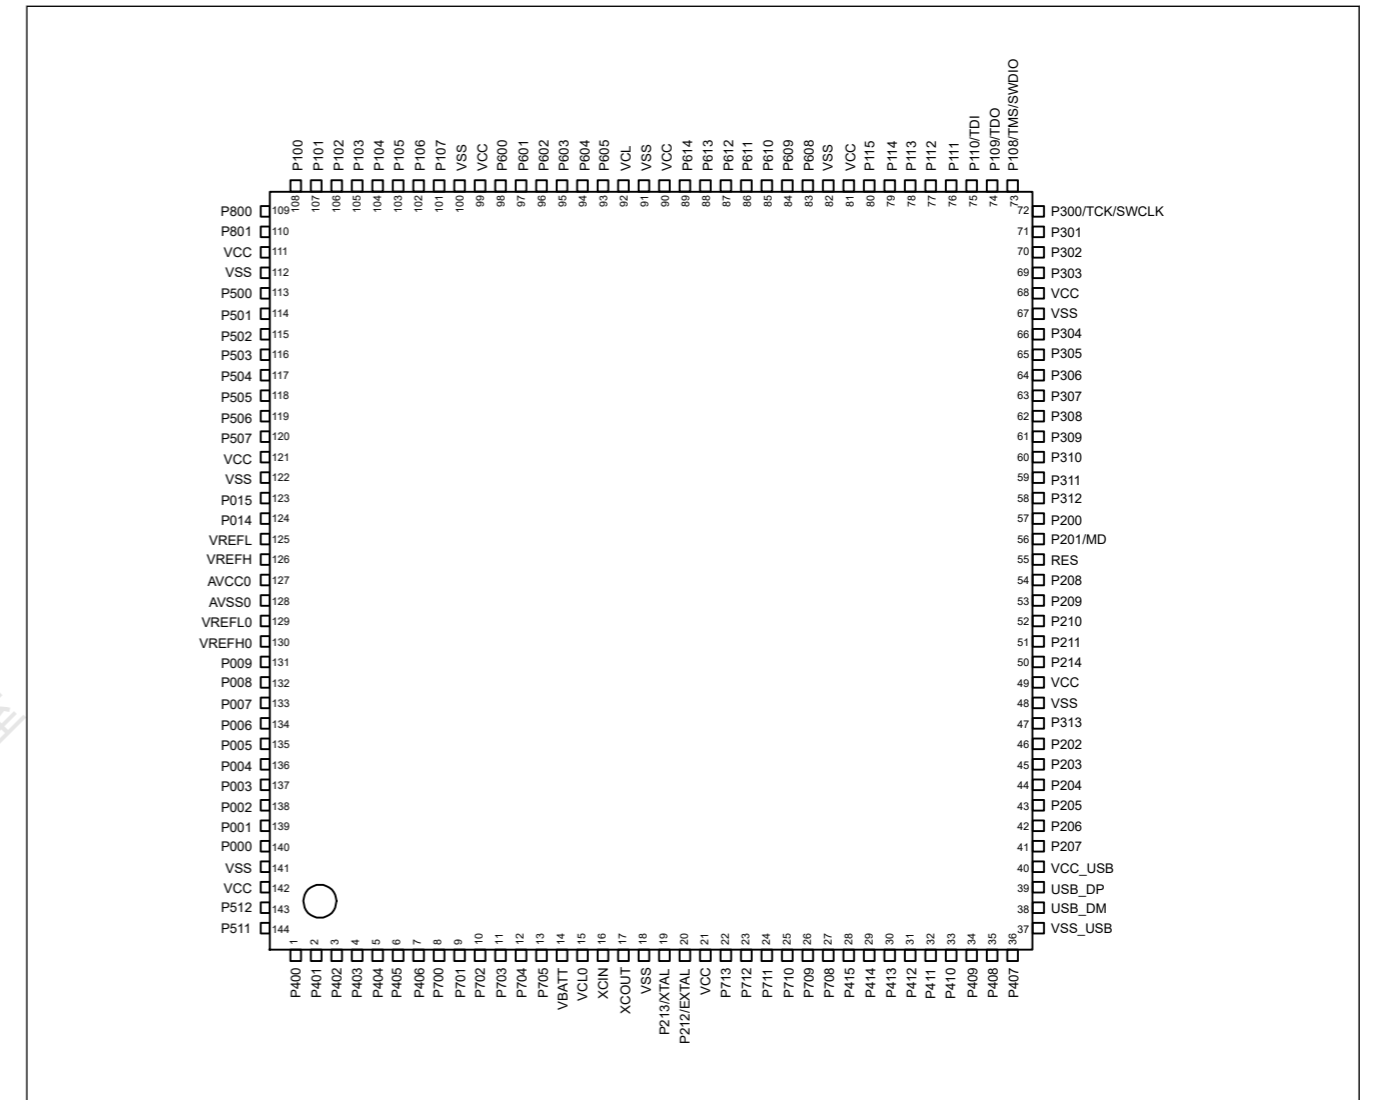 P100 P101 P102 P103 P104 P105 P106 P107 VSS VCC P600 P601 P602 P603 P604 P605 VCL VSS VCC P614 P613 P612 P611 P610 P609 P608 VSS VCC P115 P114 P113 P112 P111 P110/TDI P109/TDO P108/TMS/SWDIO
108 107 106 105 104 103 102 101 100 99 98 97 96 95 94 93 92 91 90 89 88 87 86 85 84 83 82 81 80 79 78 77 76 75 74 73
P800 109 72 P300/TCK/SWCLK
P801 110 71 P301
VCC 111 70 P302
VSS 112 69 P303
P500 113 68 VCC
P501 114 67 VSS
P502 115 66 P304
P503 116 65 P305
P504 117 64 P306
P505 118 63 P307
P506 119 62 P308
P507 120 61 P309
VCC 121 60 P310
VSS 122 59 P311
P015 123 58 P312
P014 124 57 P200
VREFL 125 56 P201/MD
VREFH 126 55 RES
AVCC0 127 54 P208
AVSS0 128 53 P209
VREFL0 129 52 P210
VREFH0 130 51 P211
P009 131 50 P214
P008 132 49 VCC
P007 133 48 VSS
P006 134 47 P313
P005 135 46 P202
P004 136 45 P203
P003 137 44 P204
P002 138 43 P205
P001 139 42 P206
P000 140 41 P207
VSS 141 40 VCC_USB
VCC 142 39 USB_DP
P512 143 38 USB_DM
P511 144 37 VSS_USB
1 2 3 4 5 6 7 8 9 10 11 12 13 14 15 16 17 18 19 20 21 22 23 24 25 26 27 28 29 30 31 32 33 34 35 36
P400 P401 P402 P403 P404 P405 P406 P700 P701 P702 P703 P704 P705 VBATT VCL0 XCIN XCOUT VSS P213/XTAL P212/EXTAL VCC P713 P712 P711 P710 P709 P708 P415 P414 P413 P412 P411 P410 P409 P408 P407